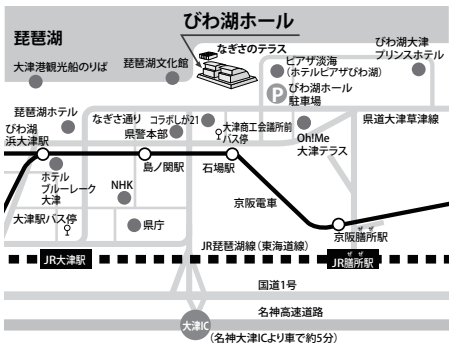 びわ湖ホール
琵琶湖
なぎさのテラス
びわ湖大津
プリンスホテル
大津港観光船のりば
琵琶湖文化館
ピアザ淡海
(ホテルピアザびわ湖)
P
びわ湖ホール
駐車場
琵琶湖ホテル
なぎさ通り
コラボしが21
県警本部
大津商工会議所前
バス停
県道大津草津線
Oh!Me
大津テラス
びわ湖
浜大津駅
ホテル
ブルーレーク
大津
島ノ関駅
石場駅
NHK
京阪電車
大津駅バス停
県庁
京阪膳所駅
ぜぜ
JR琵琶湖線(東海道線)
JR大津駅
JR膳所駅
ぜぜ
国道1号
名神高速道路
大津IC
(名神大津ICより車で約5分)